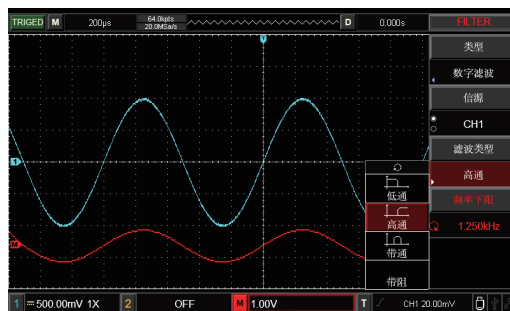 TRIGED M 200μs 64.0kpts D 0.000s FILTER
20.0MSa/s
T
类型
数字滤波
信源
CH1
滤波类型
高通
频率下限
1.250kHz
1
M
低通
高通
带通
带阻
1 500.00mV 1X 2 OFF M 1.00V T CH1 20.00mV